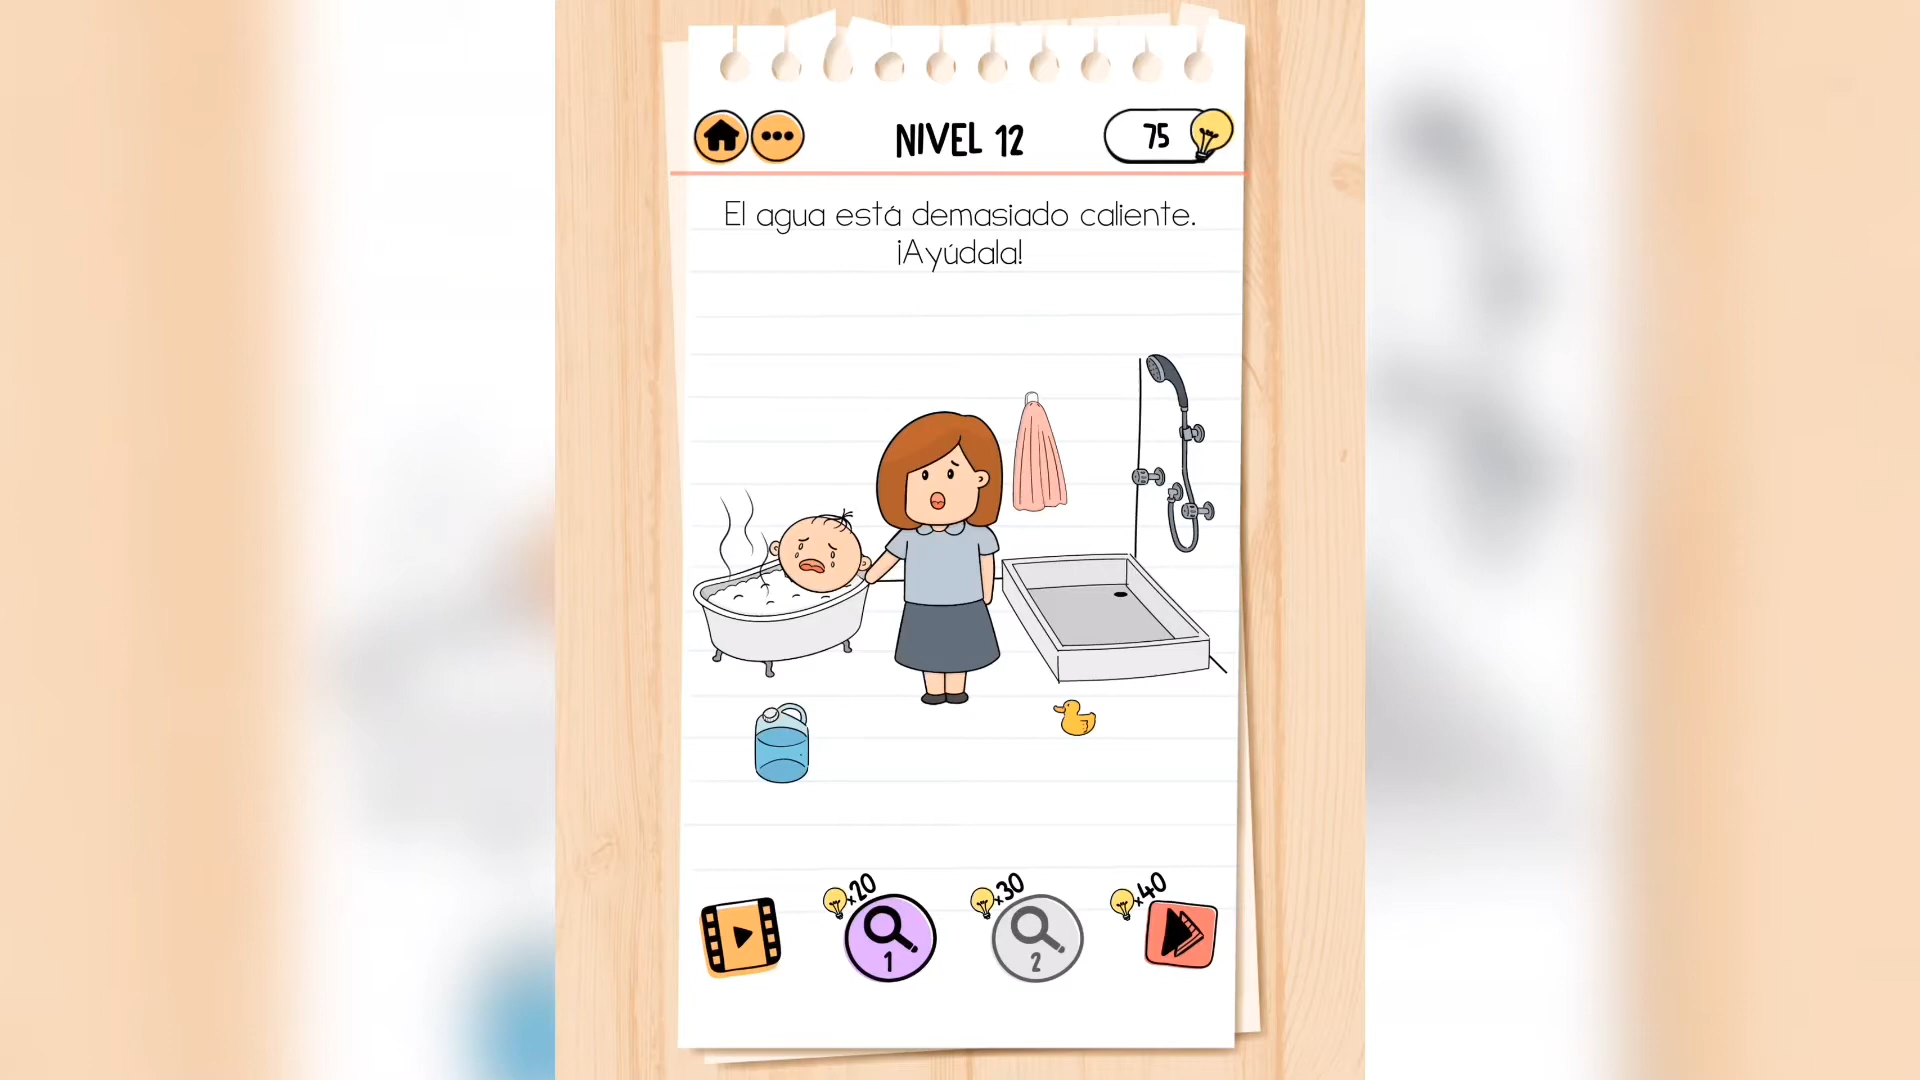 NIVEL 12
75
El agua está demasiado caliente.
¡Ayúdala!
x20
x30
x40
1
2